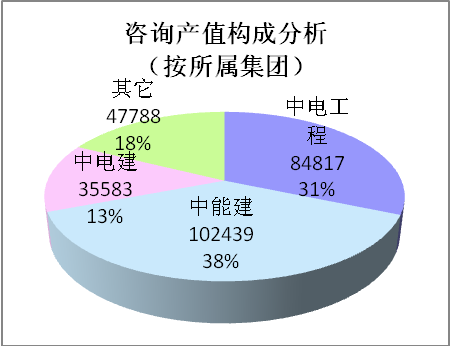 咨询产值构成分析
（按所属集团）
其它
47788
18%
中电工
程
84817
31%
中电建
35583
13%
中能建
102439
38%